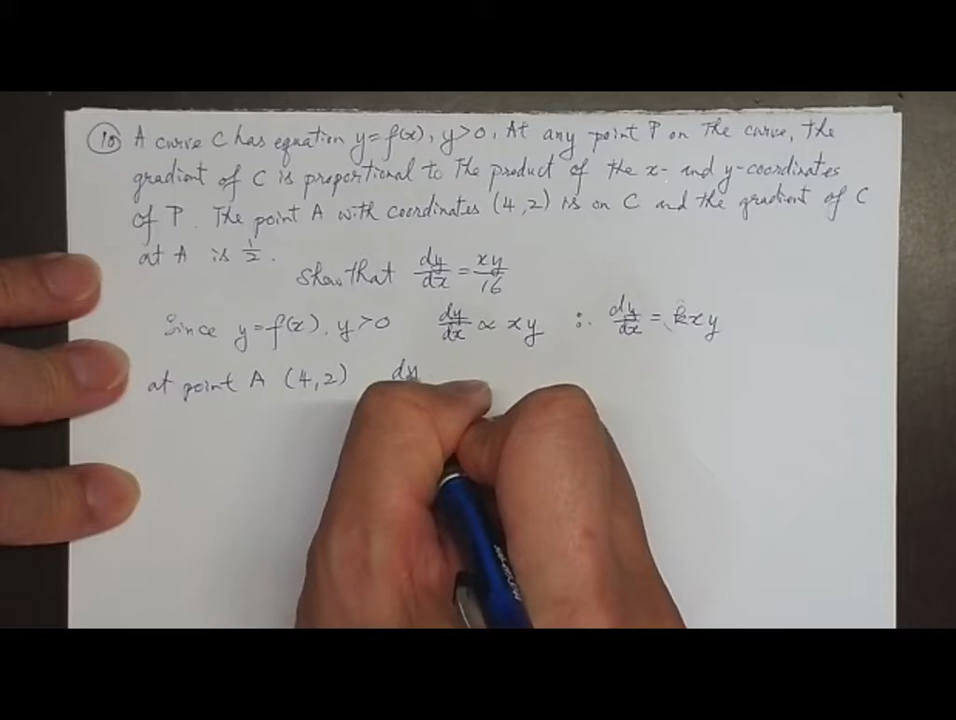 ⑩ A curve C has equation y=f(x), y>0. At any point P on the curve, the
gradient of C is proportional to the product of the x- and y-coordinates
of P. The point A with coordinates (4,2) is on C and the gradient of C
at A is 1/2.
Show that dy/dx = xy/16
Since y=f(x), y>0 dy/dx ∝ xy ∴ dy/dx = kxy
at point A (4,2) dy